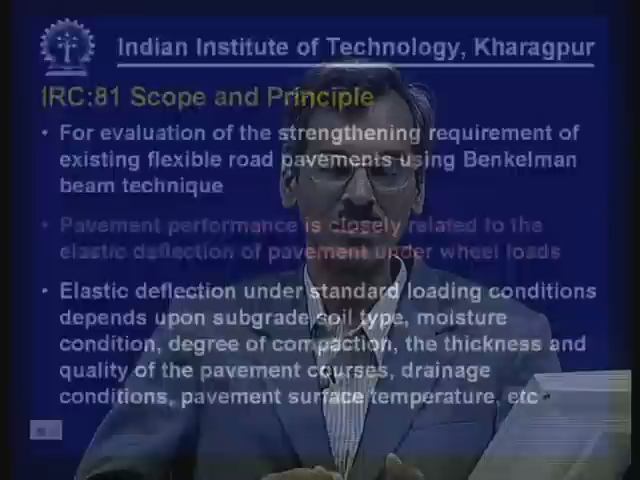 Indian Institute of Technology, Kharagpur
IRC:81 Scope and Principle
• For evaluation of the strengthening requirement of
existing flexible road pavements using Benkelman
beam technique
• Pavement performance is closely related to the
elastic deflection of pavement under wheel loads
• Elastic deflection under standard loading conditions
depends upon subgrade soil type, moisture
condition, degree of compaction, the thickness and
quality of the pavement courses, drainage
conditions, pavement surface temperature, etc